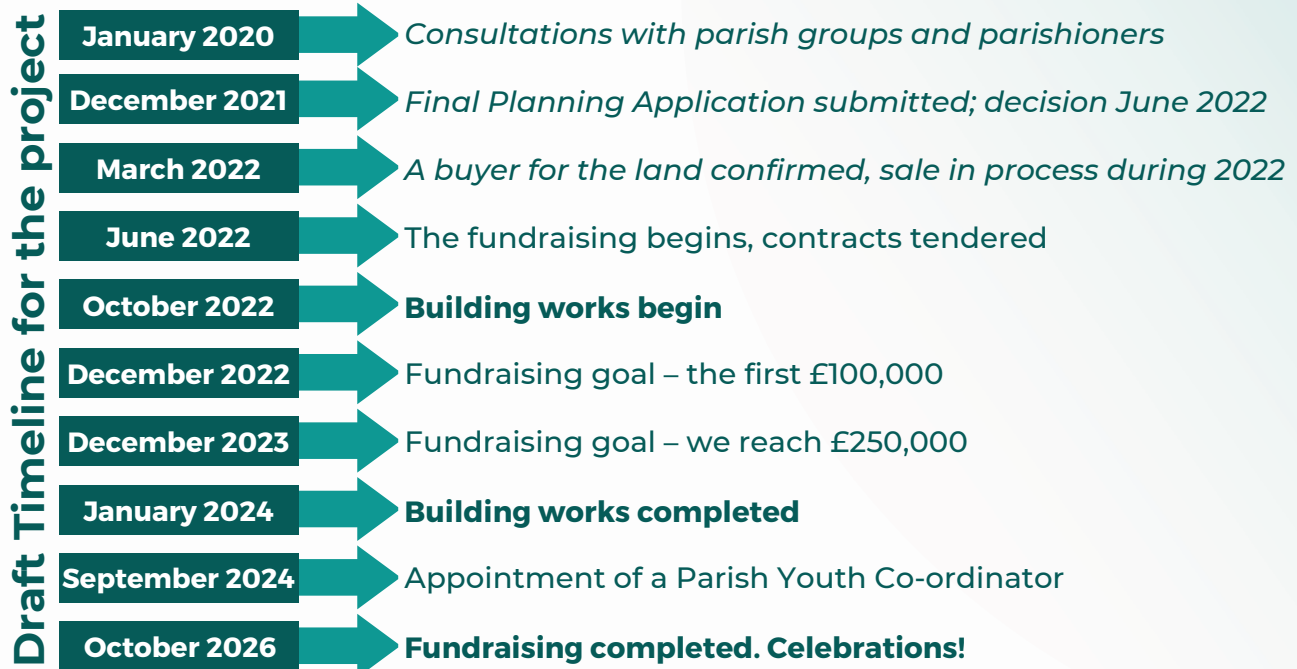 Draft Timeline for the project
January 2020 Consultations with parish groups and parishioners
December 2021 Final Planning Application submitted; decision June 2022
March 2022 A buyer for the land confirmed, sale in process during 2022
June 2022 The fundraising begins, contracts tendered
October 2022 Building works begin
December 2022 Fundraising goal – the first £100,000
December 2023 Fundraising goal – we reach £250,000
January 2024 Building works completed
September 2024 Appointment of a Parish Youth Co-ordinator
October 2026 Fundraising completed. Celebrations!